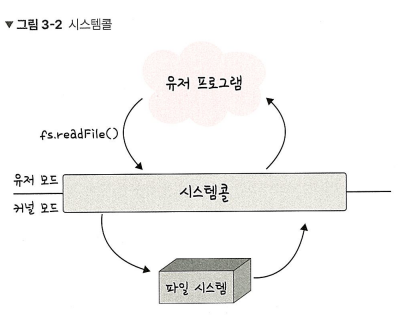 ▼ 그림 3-2 시스템콜
유저 프로그램
fs.readFile()
유저 모드
시스템콜
커널 모드
파일 시스템